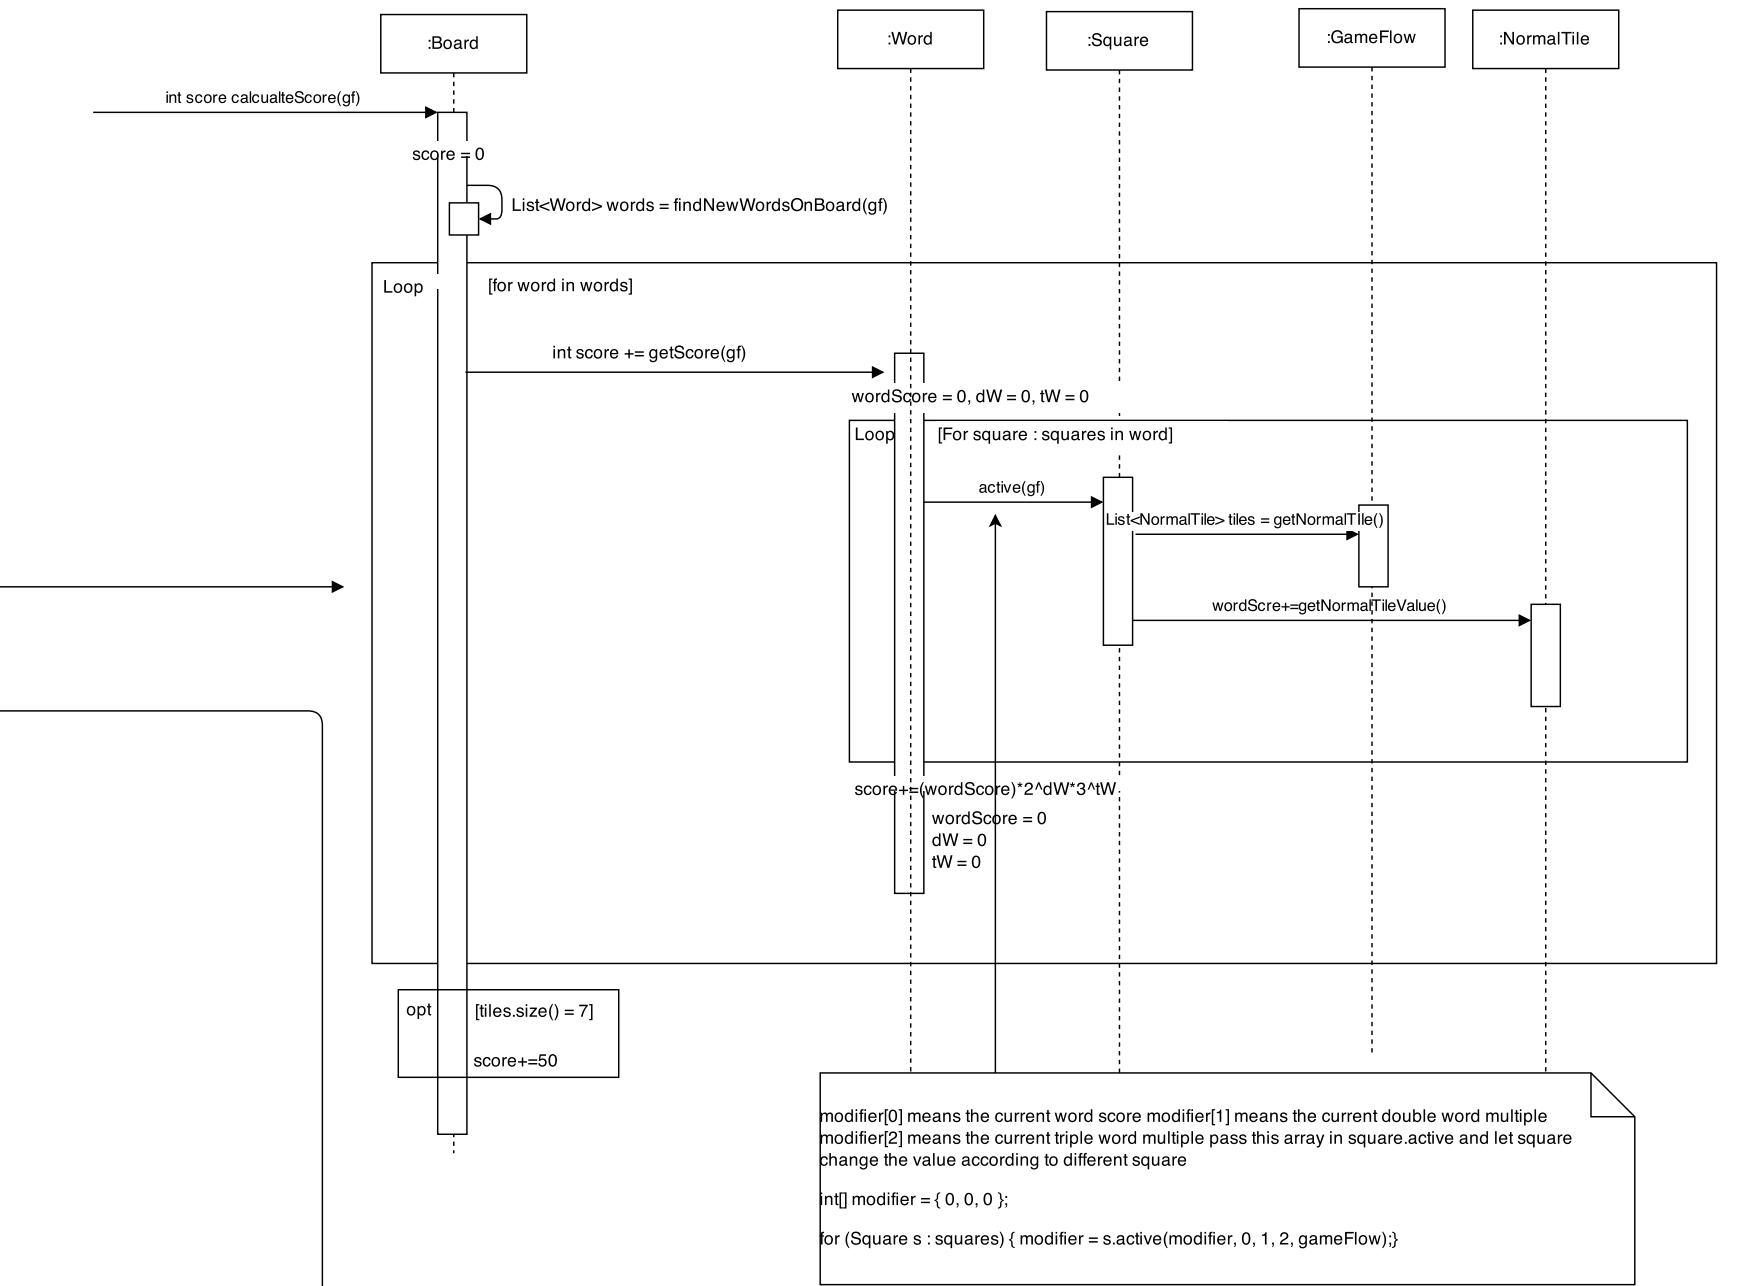 :Board
:Word
:Square
:GameFlow
:NormalTile
int score calcualteScore(gf)
score = 0
List<Word> words = findNewWordsOnBoard(gf)
Loop
[for word in words]
int score += getScore(gf)
wordScore = 0, dW = 0, tW = 0
Loop
[For square : squares in word]
active(gf)
List<NormalTile> tiles = getNormalTIle()
wordScre+=getNormalTileValue()
score+=(wordScore)*2^dW*3^tW
wordScore = 0
dW = 0
tW = 0
opt
[tiles.size() = 7]
score+=50
modifier[0] means the current word score modifier[1] means the current double word multiple
modifier[2] means the current triple word multiple pass this array in square.active and let square
change the value according to different square
int[] modifier = { 0, 0, 0 };
for (Square s : squares) { modifier = s.active(modifier, 0, 1, 2, gameFlow);}